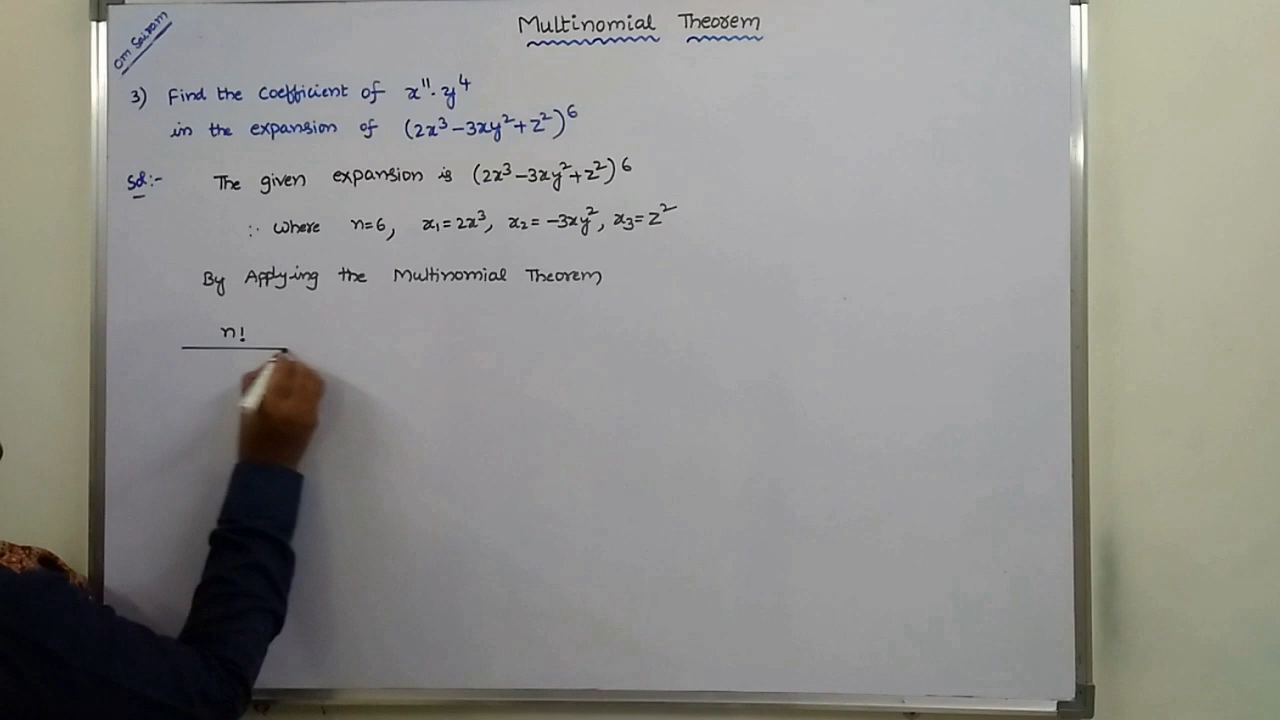 Om Sairam
Multinomial Theorem
3) Find the coefficient of x¹¹·y⁴
in the expansion of (2x³-3xy²+z²)⁶
Sol:- The given expansion is (2x³-3xy²+z²)⁶
∴ where n=6, x₁=2x³, x₂=-3xy², x₃=z²
By Applying the Multinomial Theorem
n!